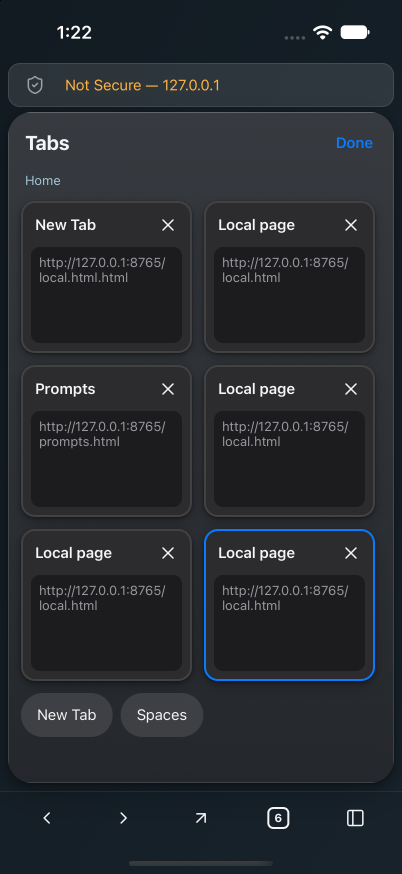 1:22
Not Secure — 127.0.0.1
Tabs
Done
Home
New Tab
http://127.0.0.1:8765/
local.html.html
Local page
http://127.0.0.1:8765/
local.html
Prompts
http://127.0.0.1:8765/
prompts.html
Local page
http://127.0.0.1:8765/
local.html
Local page
http://127.0.0.1:8765/
local.html
Local page
http://127.0.0.1:8765/
local.html
New Tab
Spaces
6